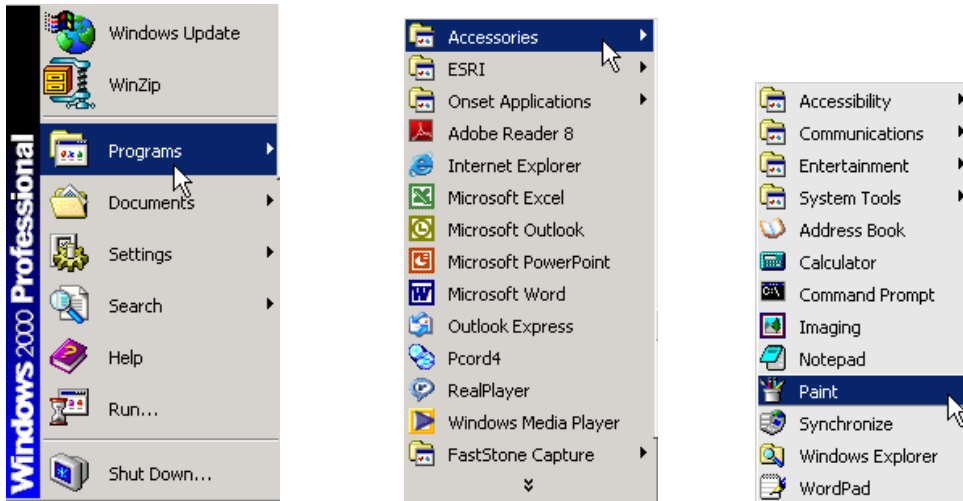 Windows 2000 Professional
Windows Update
WinZip
Programs
Documents
Settings
Search
Help
Run...
Shut Down...
Accessories
ESRI
Onset Applications
Adobe Reader 8
Internet Explorer
Microsoft Excel
Microsoft Outlook
Microsoft PowerPoint
Microsoft Word
Outlook Express
Pcord4
RealPlayer
Windows Media Player
FastStone Capture
Accessibility
Communications
Entertainment
System Tools
Address Book
Calculator
Command Prompt
Imaging
Notepad
Paint
Synchronize
Windows Explorer
WordPad